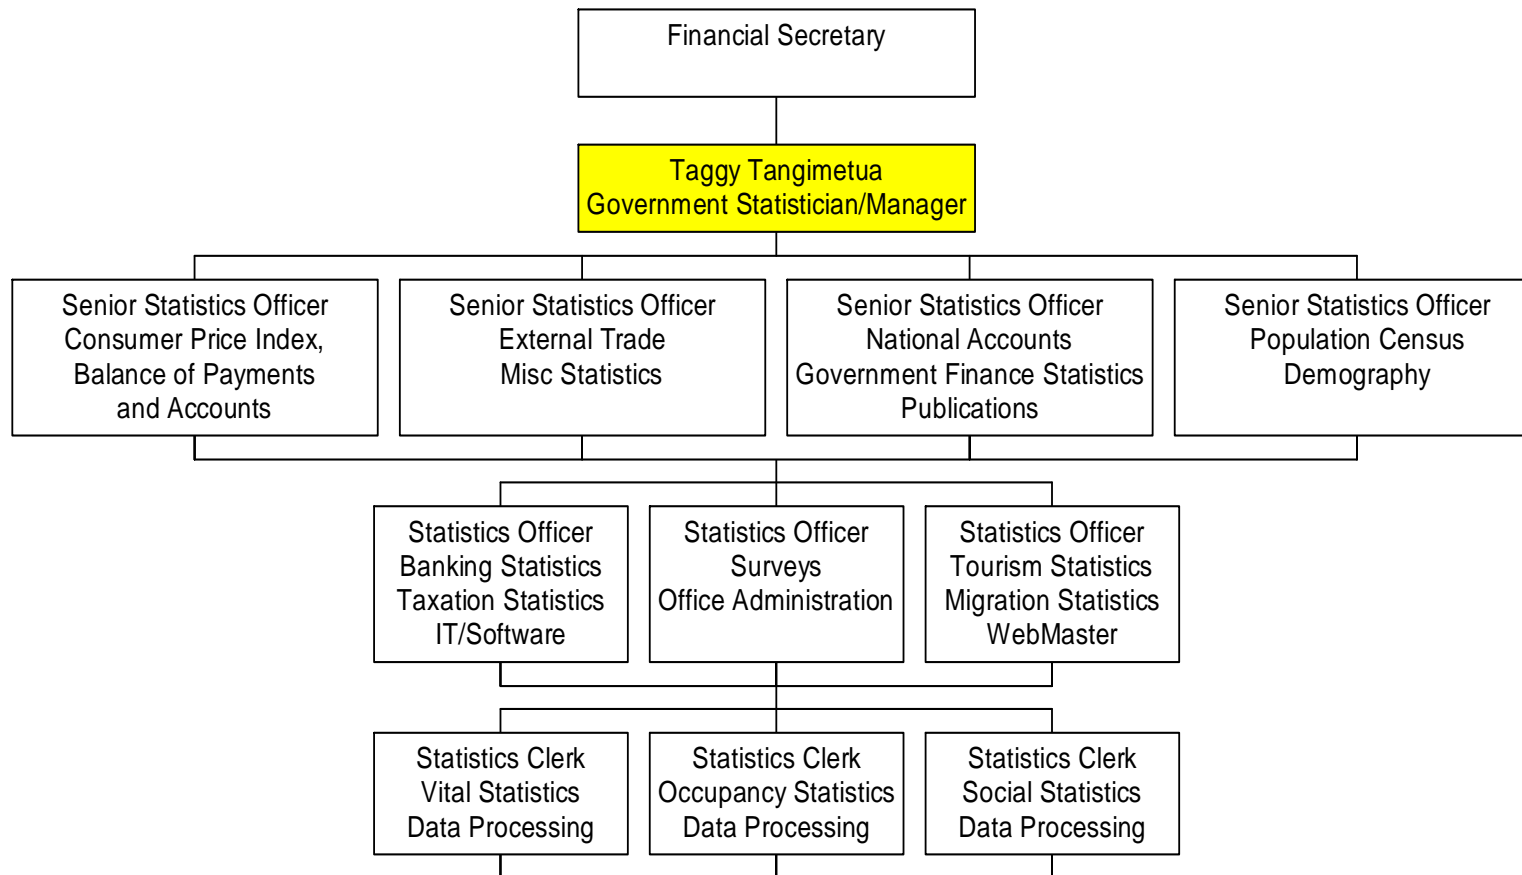 Financial Secretary
Taggy Tangimetua
Government Statistician/Manager
Senior Statistics Officer
Consumer Price Index,
Balance of Payments
and Accounts
Senior Statistics Officer
External Trade
Misc Statistics
Senior Statistics Officer
National Accounts
Government Finance Statistics
Publications
Senior Statistics Officer
Population Census
Demography
Statistics Officer
Banking Statistics
Taxation Statistics
IT/Software
Statistics Officer
Surveys
Office Administration
Statistics Officer
Tourism Statistics
Migration Statistics
WebMaster
Statistics Clerk
Vital Statistics
Data Processing
Statistics Clerk
Occupancy Statistics
Data Processing
Statistics Clerk
Social Statistics
Data Processing